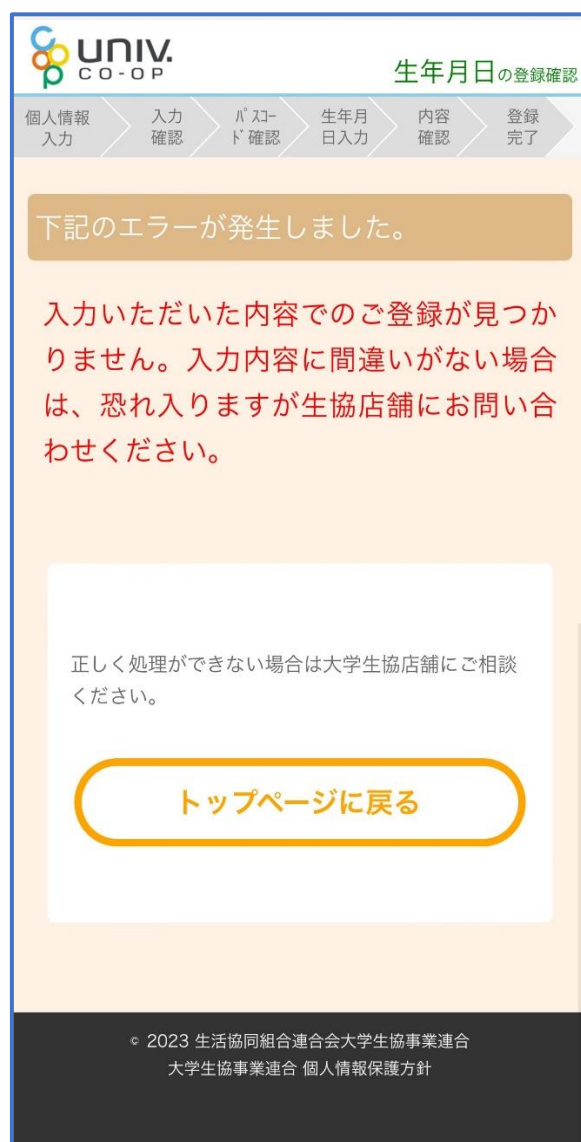 UNIV.
CO-OP
生年月日の登録確認
個人情報
入力
入力
確認
パスコー
ド確認
生年月
日入力
内容
確認
登録
完了
下記のエラーが発生しました。
入力いただいた内容でのご登録が見つか
りません。入力内容に間違いがない場合
は、恐れ入りますが生協店舗にお問い合
わせください。
正しく処理ができない場合は大学生協店舗にご相談
ください。
トップページに戻る
© 2023 生活協同組合連合会大学生協事業連合
大学生協事業連合 個人情報保護方針